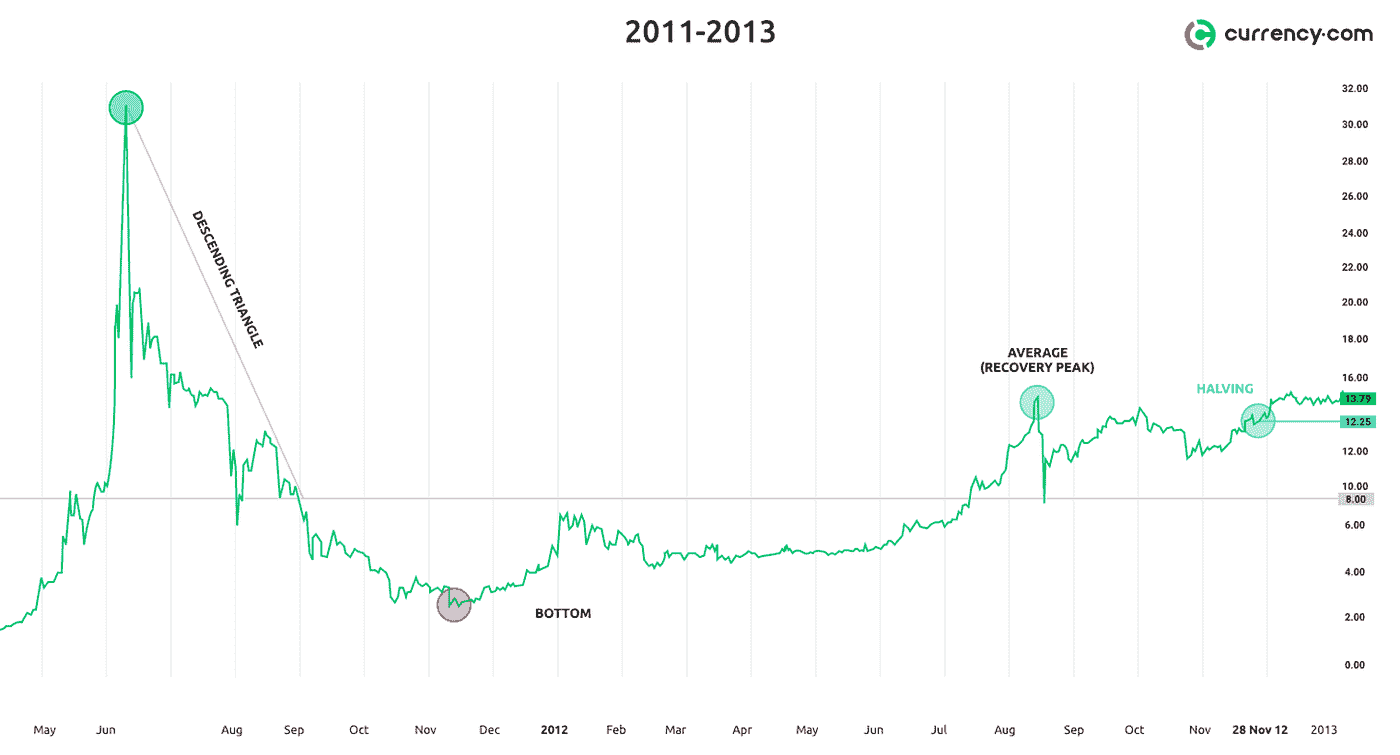 2011-2013
currency.com
32.00
30.00
28.00
26.00
24.00
22.00
20.00
18.00
16.00
13.79
12.25
12.00
10.00
8.00
6.00
4.00
2.00
0.00
DESCENDING TRIANGLE
BOTTOM
AVERAGE
(RECOVERY PEAK)
HALVING
May Jun Aug Sep Oct Nov Dec 2012 Feb Mar Apr May Jun Jul Aug Sep Oct Nov 28 Nov 12 2013